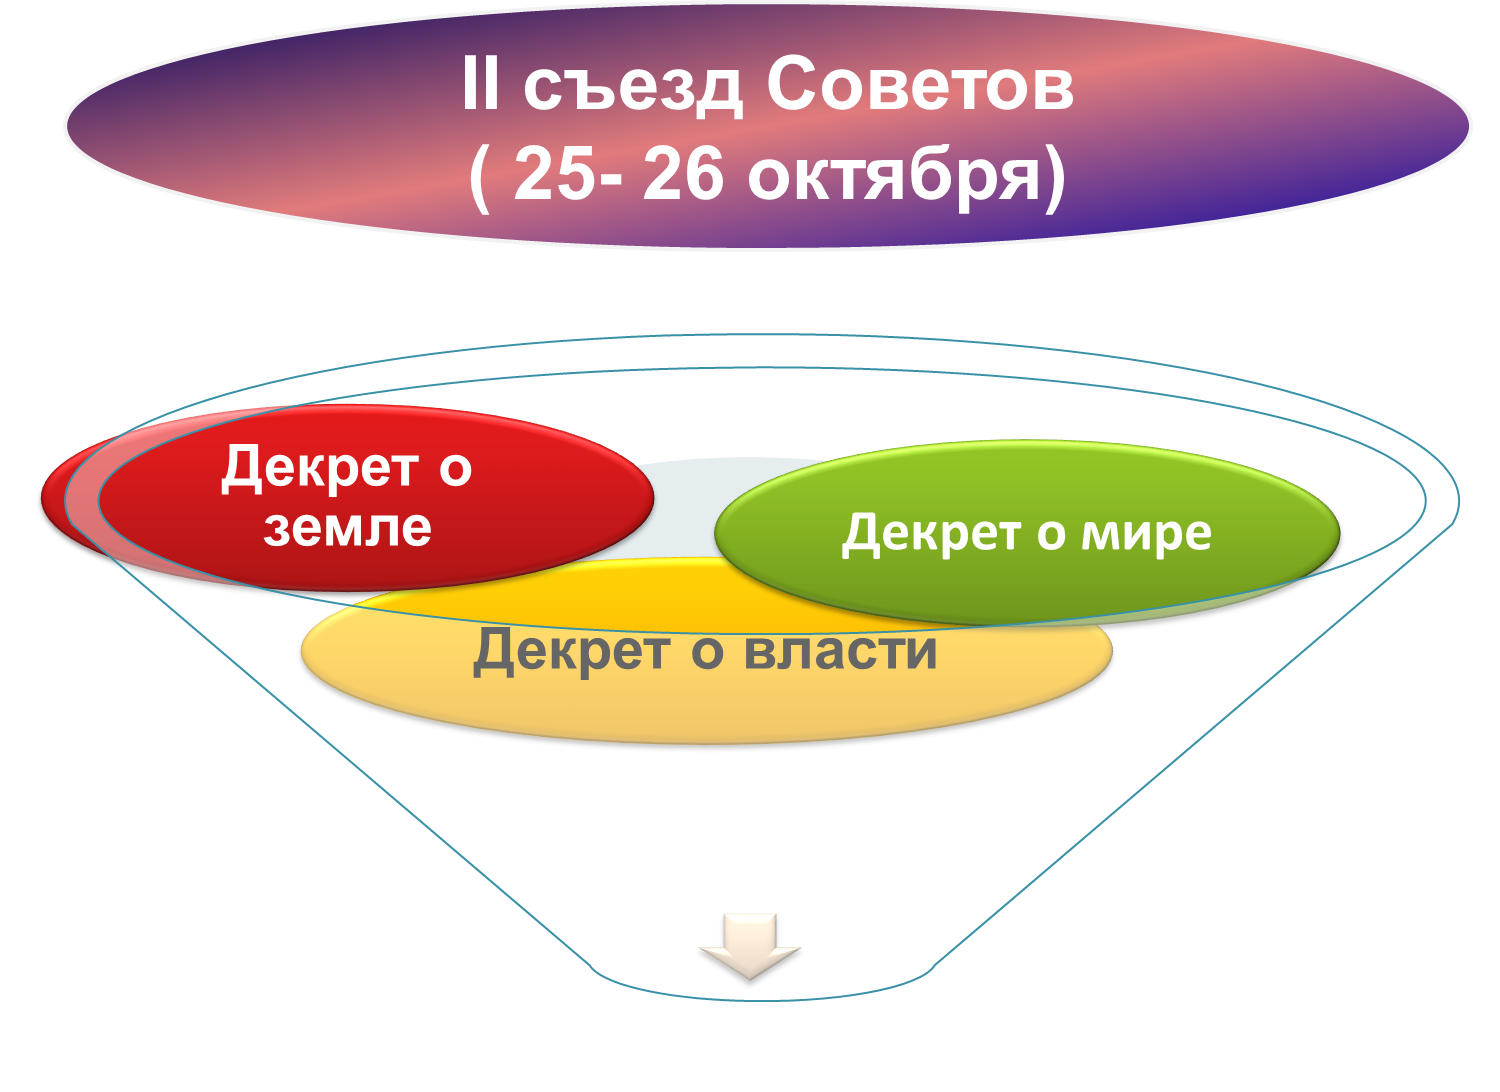 II съезд Советов
( 25- 26 октября)
Декрет о
земле
Декрет о мире
Декрет о власти